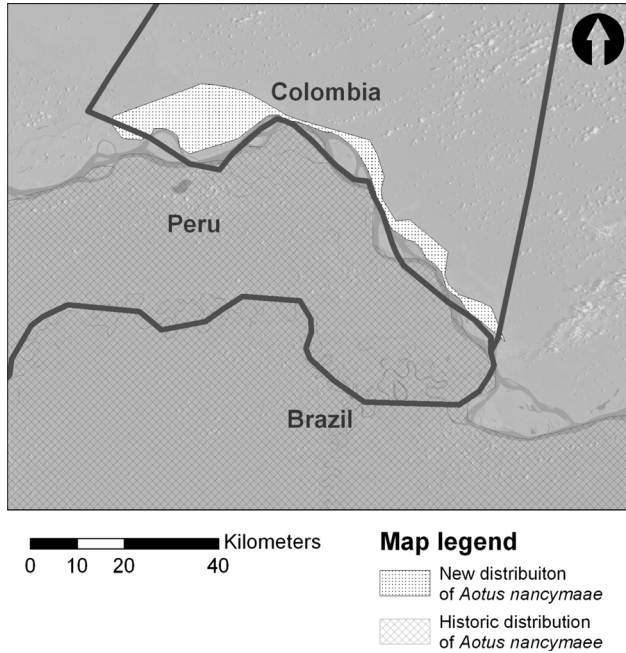 Colombia
Peru
Brazil
Kilometers
0 10 20 40
Map legend
New distribuiton
of Aotus nancymaae
Historic distribution
of Aotus nancymaee